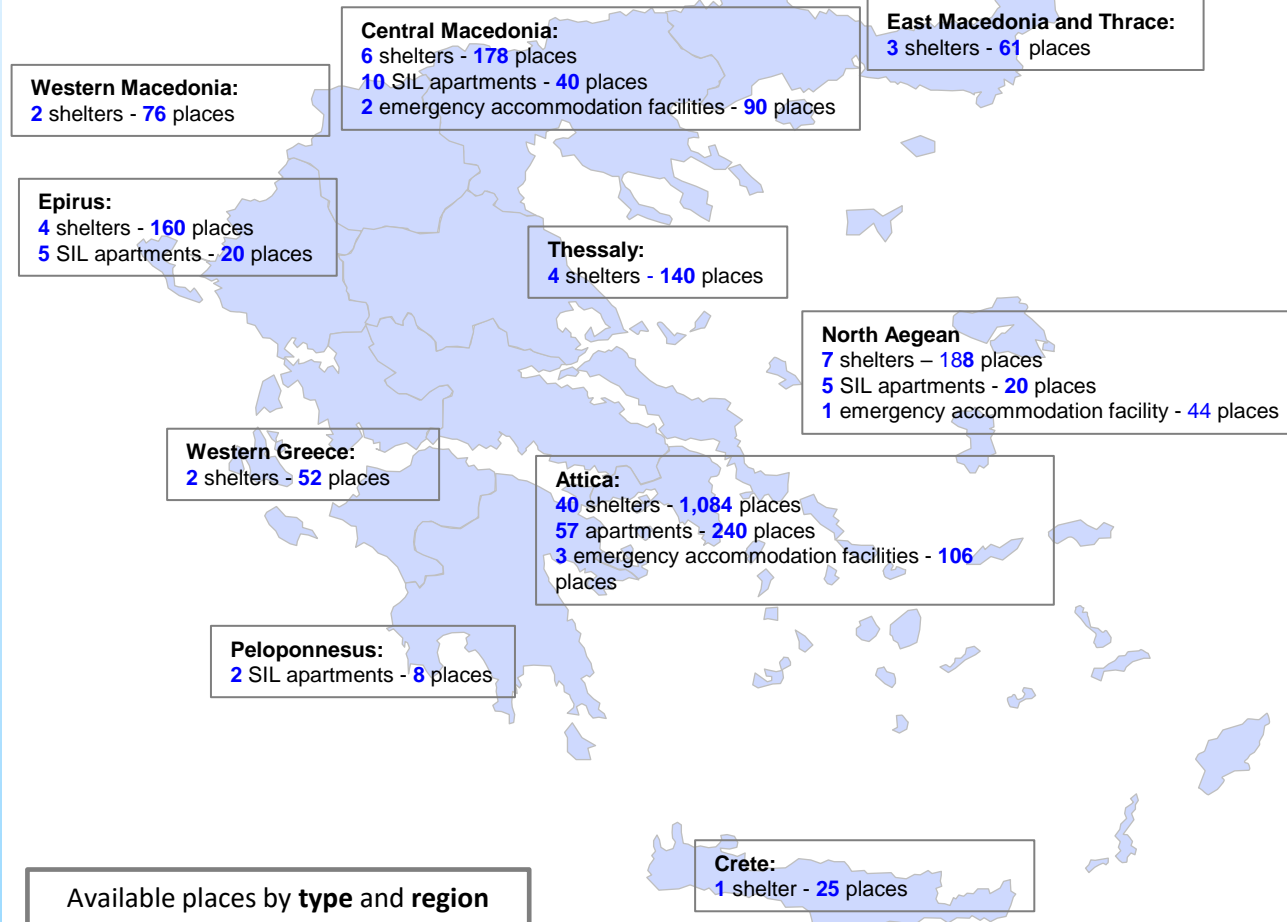 Central Macedonia:
6 shelters - 178 places
10 SIL apartments - 40 places
2 emergency accommodation facilities - 90 places
East Macedonia and Thrace:
3 shelters - 61 places
Western Macedonia:
2 shelters - 76 places
Epirus:
4 shelters - 160 places
5 SIL apartments - 20 places
Thessaly:
4 shelters - 140 places
North Aegean
7 shelters – 188 places
5 SIL apartments - 20 places
1 emergency accommodation facility - 44 places
Western Greece:
2 shelters - 52 places
Attica:
40 shelters - 1,084 places
57 apartments - 240 places
3 emergency accommodation facilities - 106
places
Peloponnesus:
2 SIL apartments - 8 places
Crete:
1 shelter - 25 places
Available places by type and region